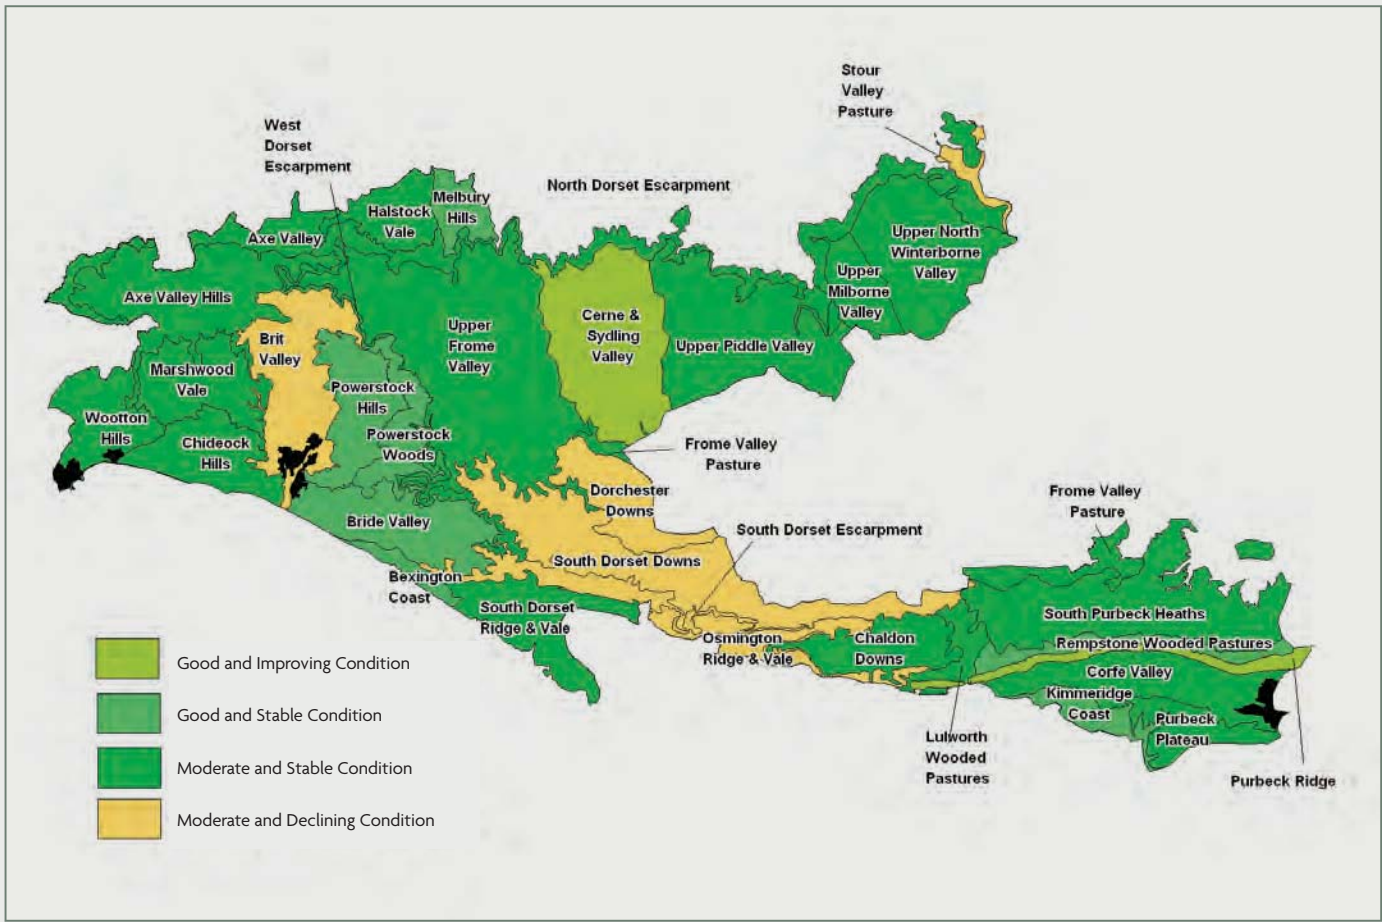 Stour
Valley
Pasture
West
Dorset
Escarpment
North Dorset Escarpment
Melbury
Hills
Halstock
Vale
Axe Valley
Upper North
Winterborne
Valley
Upper
Milborne
Valley
Axe Valley Hills
Cerne &
Sydling
Valley
Upper
Frome
Valley
Brit
Valley
Upper Piddle Valley
Marshwood
Vale
Powerstock
Hills
Wootton
Hills
Chideock
Hills
Powerstock
Woods
Frome Valley
Pasture
Dorchester
Downs
Frome Valley
Pasture
Bride Valley
South Dorset Escarpment
South Dorset Downs
Bexington
Coast
South Dorset
Ridge & Vale
South Purbeck Heaths
Osmington
Ridge & Vale
Chaldon
Downs
Rempstone Wooded Pastures
Corfe Valley
Kimmeridge
Coast
Purbeck
Plateau
Lulworth
Wooded
Pastures
Purbeck Ridge
Good and Improving Condition
Good and Stable Condition
Moderate and Stable Condition
Moderate and Declining Condition